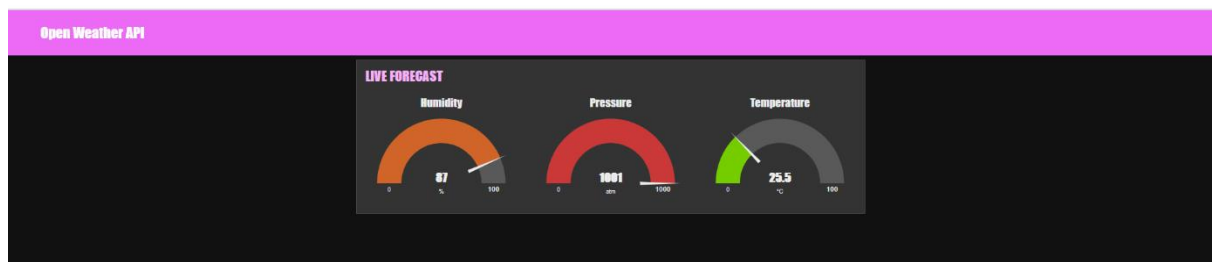 Open Weather API
LIVE FORECAST
Humidity Pressure Temperature
87 1001 25.5
0 % 100 0 atm 1000 0 °C 100